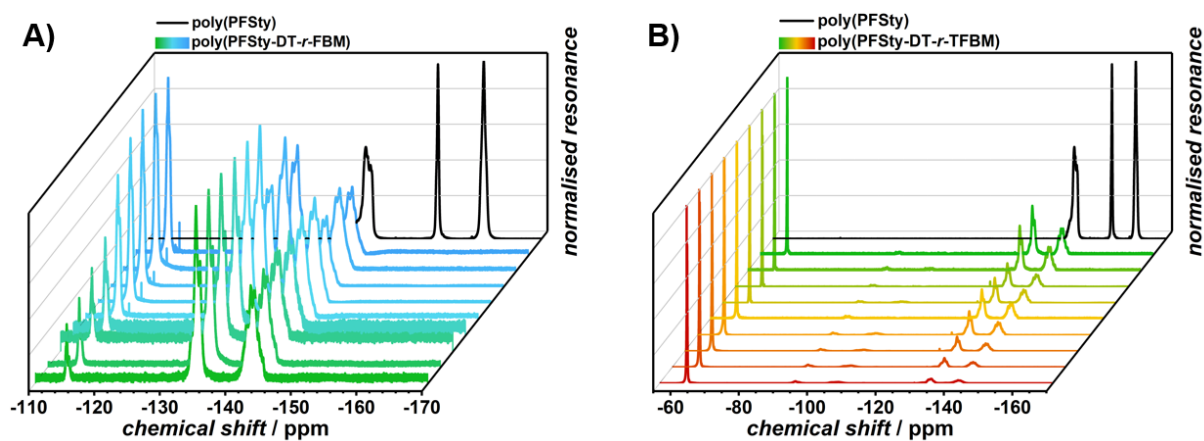 A)
poly(PFSty)
poly(PFSty-DT-r-FBM)
normalised resonance
-110 -120 -130 -140 -150 -160 -170
chemical shift / ppm
B)
poly(PFSty)
poly(PFSty-DT-r-TFBM)
normalised resonance
-60 -80 -100 -120 -140 -160
chemical shift / ppm